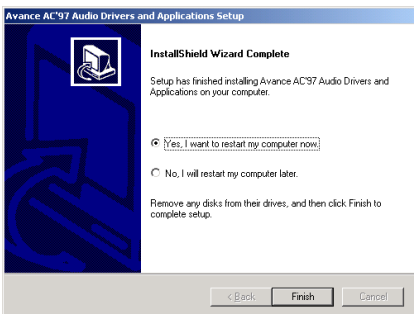 Avance AC'97 Audio Drivers and Applications Setup
InstallShield Wizard Complete
Setup has finished installing Avance AC'97 Audio Drivers and
Applications on your computer.
Yes, I want to restart my computer now.
No, I will restart my computer later.
Remove any disks from their drives, and then click Finish to
complete setup.
< Back
Finish
Cancel